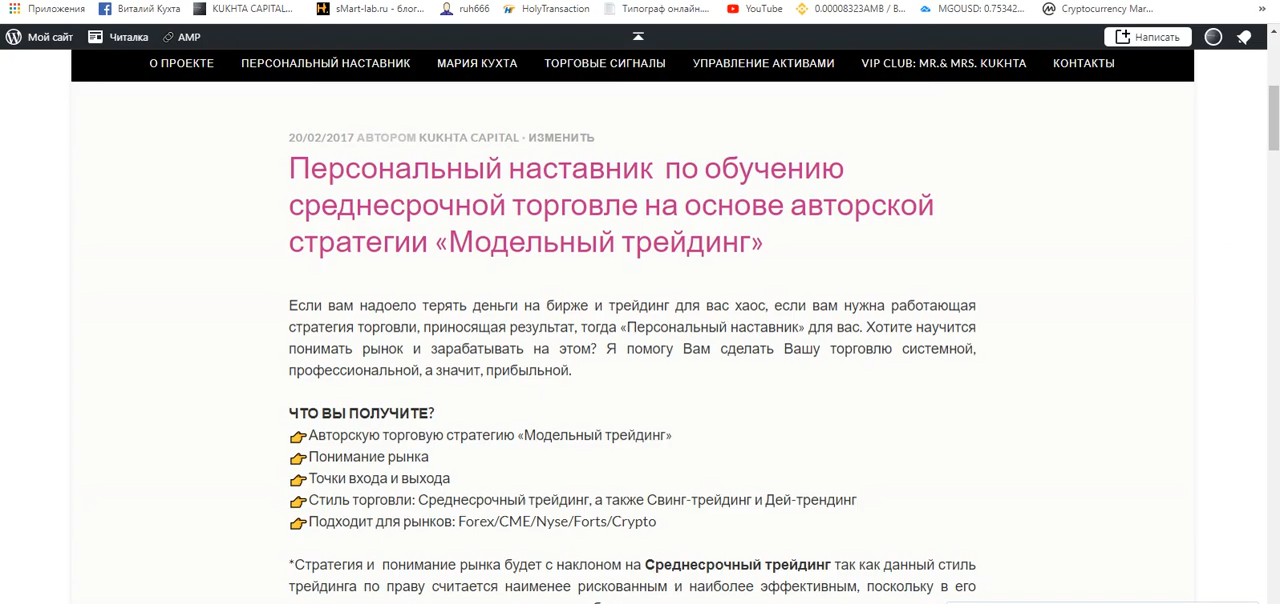 Приложения Виталий Кухта KUKHTA CAPITAL... sMart-lab.ru - блог... ruh666 HolyTransaction Типограф онлайн.... YouTube 0.00008323AMB / B... MGOUSD: 0.75342... Cryptocurrency Mar... »
Мой сайт Читалка AMP Написать
О ПРОЕКТЕ ПЕРСОНАЛЬНЫЙ НАСТАВНИК МАРИЯ КУХТА ТОРГОВЫЕ СИГНАЛЫ УПРАВЛЕНИЕ АКТИВАМИ VIP CLUB: MR.& MRS. KUKHTA КОНТАКТЫ
20/02/2017 АВТОРОМ KUKHTA CAPITAL · ИЗМЕНИТЬ
Персональный наставник по обучению
среднесрочной торговле на основе авторской
стратегии «Модельный трейдинг»
Если вам надоело терять деньги на бирже и трейдинг для вас хаос, если вам нужна работающая
стратегия торговли, приносящая результат, тогда «Персональный наставник» для вас. Хотите научится
понимать рынок и зарабатывать на этом? Я помогу Вам сделать Вашу торговлю системной,
профессиональной, а значит, прибыльной.
ЧТО ВЫ ПОЛУЧИТЕ?
Авторскую торговую стратегию «Модельный трейдинг»
Понимание рынка
Точки входа и выхода
Стиль торговли: Среднесрочный трейдинг, а также Свинг-трейдинг и Дей-трендинг
Подходит для рынков: Forex/CME/Nyse/Forts/Crypto
*Стратегия и понимание рынка будет с наклоном на Среднесрочный трейдинг так как данный стиль
трейдинга по праву считается наименее рискованным и наиболее эффективным, поскольку в его